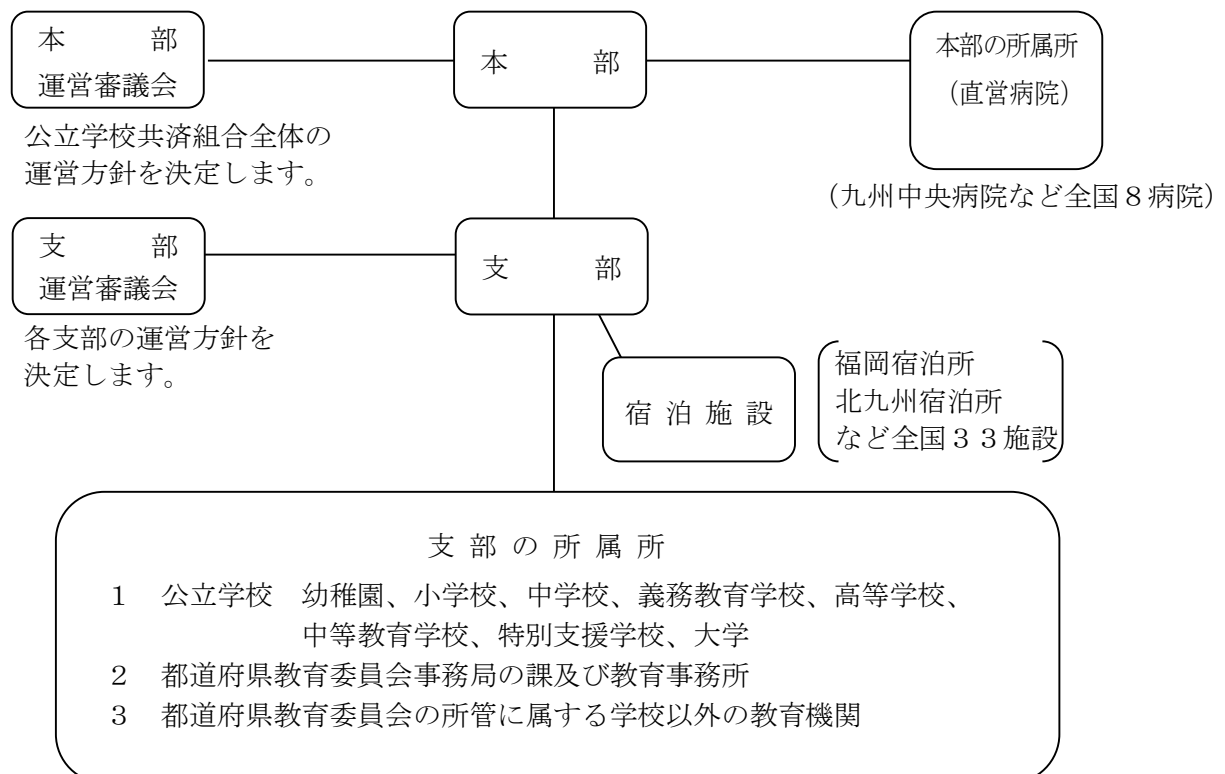 本　　　部
運営審議会
本　　　部
本部の所属所
（直営病院）
公立学校共済組合全体の
運営方針を決定します。
（九州中央病院など全国８病院）
支　　　部
運営審議会
支　　　部
各支部の運営方針を
決定します。
宿 泊 施 設
福岡宿泊所
北九州宿泊所
など全国３３施設
支 部 の 所 属 所
１　公立学校　幼稚園、小学校、中学校、義務教育学校、高等学校、
中等教育学校、特別支援学校、大学
２　都道府県教育委員会事務局の課及び教育事務所
３　都道府県教育委員会の所管に属する学校以外の教育機関